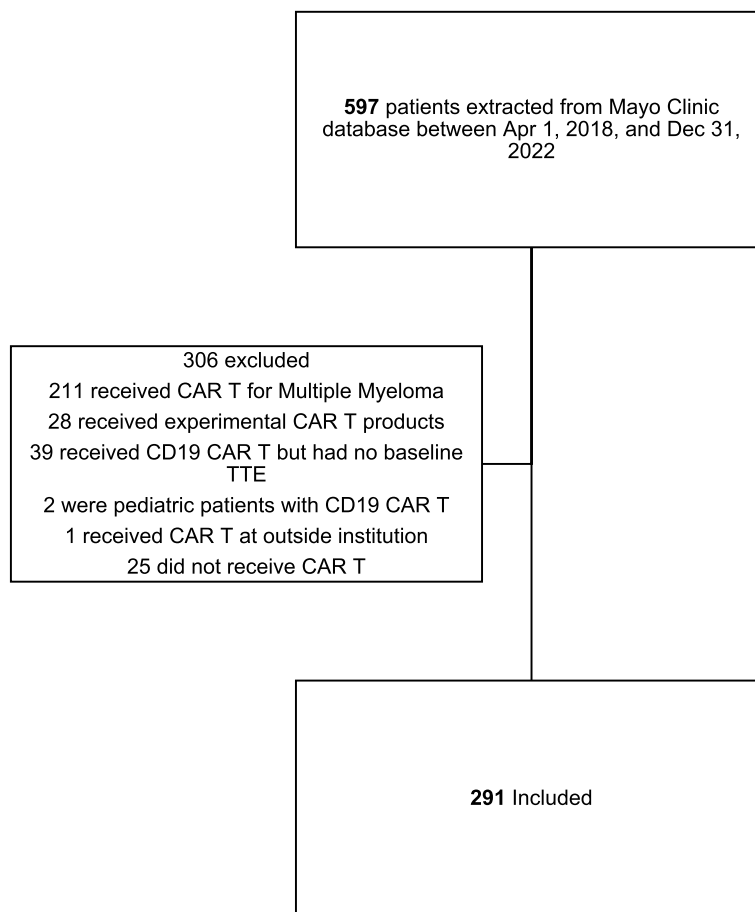 597 patients extracted from Mayo Clinic
database between Apr 1, 2018, and Dec 31,
2022
306 excluded
211 received CAR T for Multiple Myeloma
28 received experimental CAR T products
39 received CD19 CAR T but had no baseline
TTE
2 were pediatric patients with CD19 CAR T
1 received CAR T at outside institution
25 did not receive CAR T
291 Included